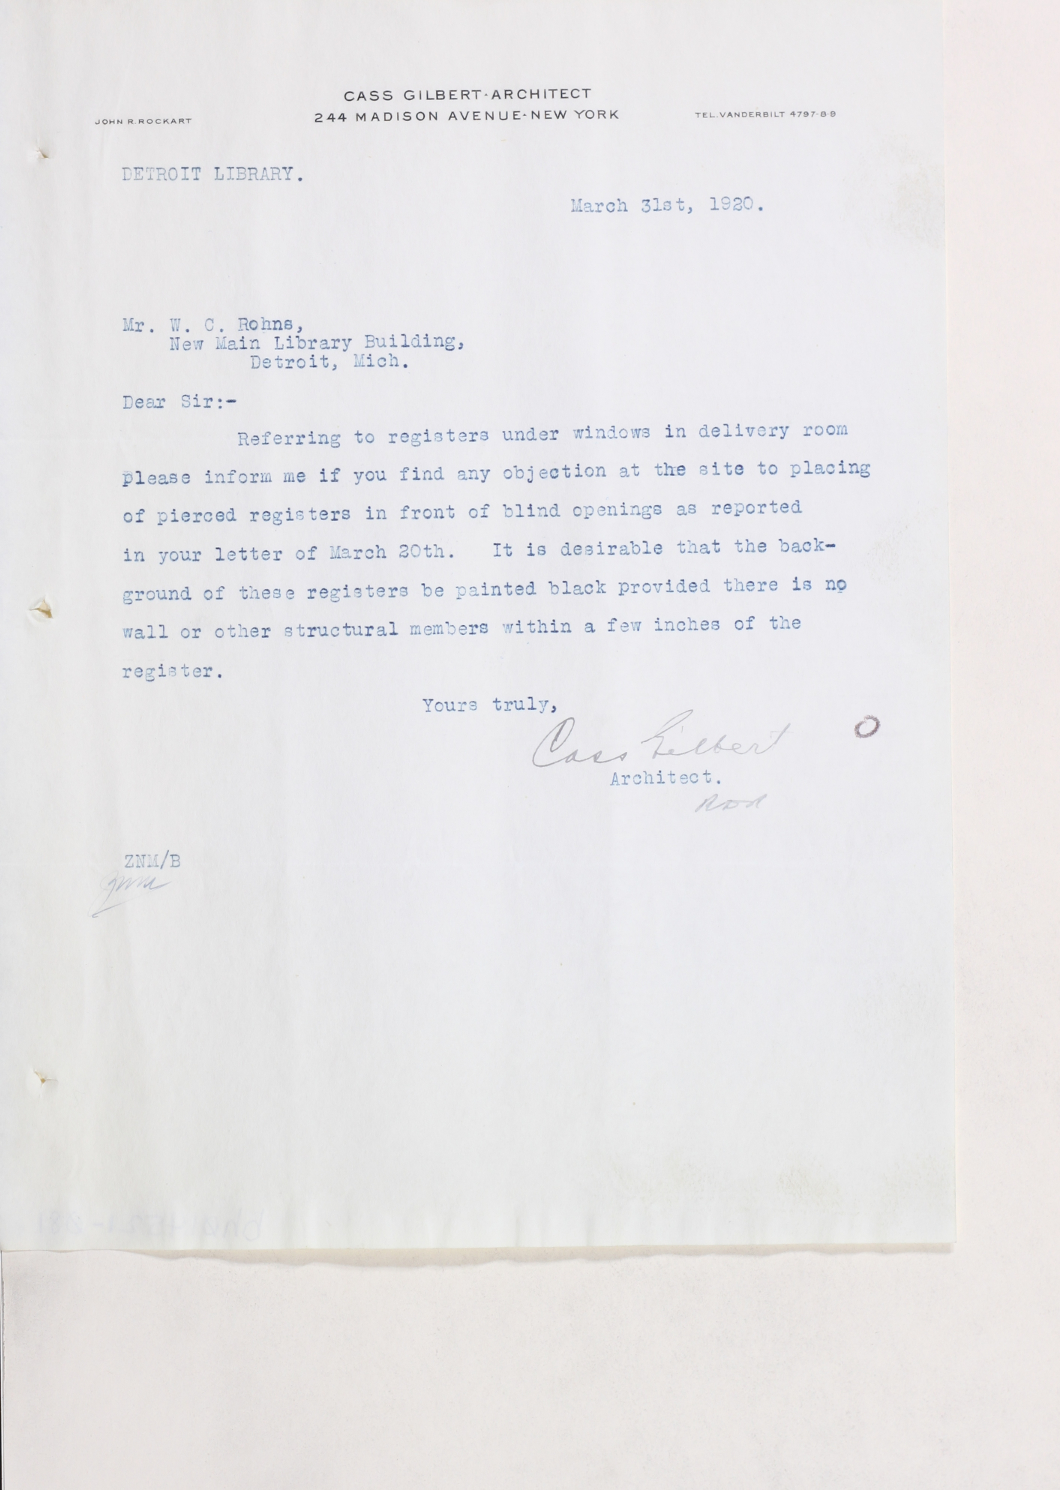 CASS GILBERT-ARCHITECT
244 MADISON AVENUE-NEW YORK
JOHN R. ROCKART
TEL. VANDERBILT 4797-8-9
DETROIT LIBRARY.
March 31st, 1920.
Mr. W. C. Rohns,
New Main Library Building,
Detroit, Mich.
Dear Sir:-
Referring to registers under windows in delivery room
please inform me if you find any objection at the site to placing
of pierced registers in front of blind openings as reported
in your letter of March 20th. It is desirable that the back-
ground of these registers be painted black provided there is no
wall or other structural members within a few inches of the
register.
Yours truly,
Cass Gilbert
Architect.
ZNM/B